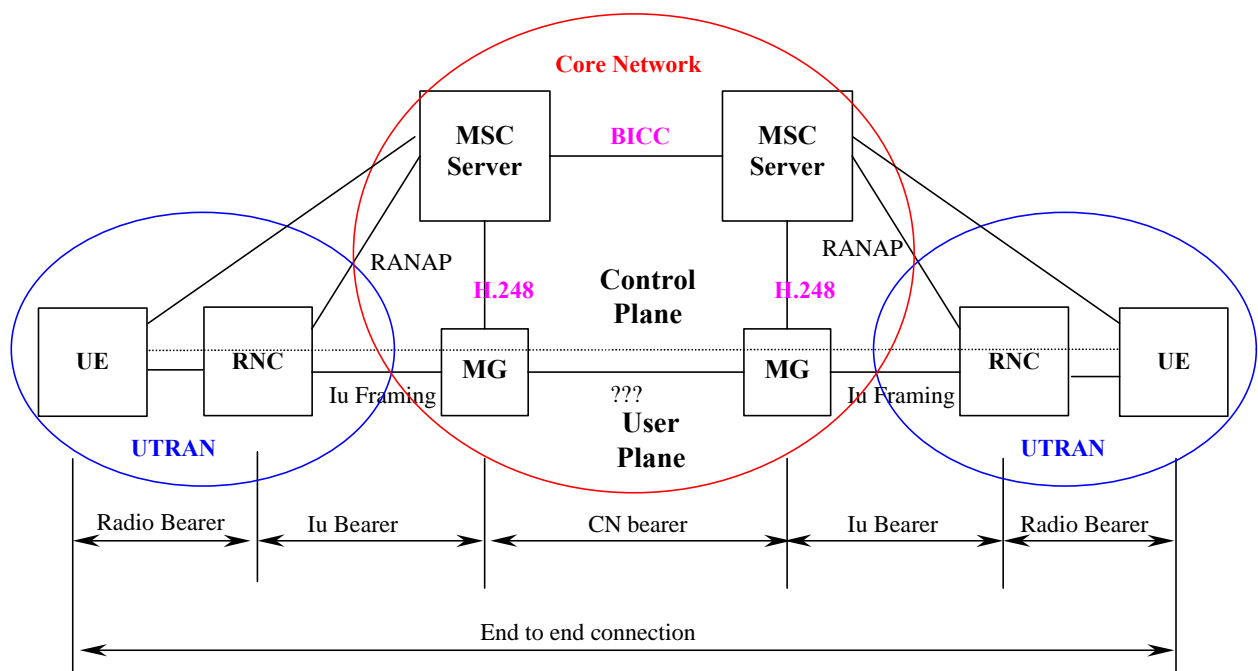 Core Network
MSC
Server
BICC
MSC
Server
RANAP
RANAP
H.248
Control
Plane
H.248
UE
RNC
MG
MG
RNC
UE
Iu Framing
???
Iu Framing
User
Plane
UTRAN
UTRAN
Radio Bearer
Iu Bearer
CN bearer
Iu Bearer
Radio Bearer
End to end connection